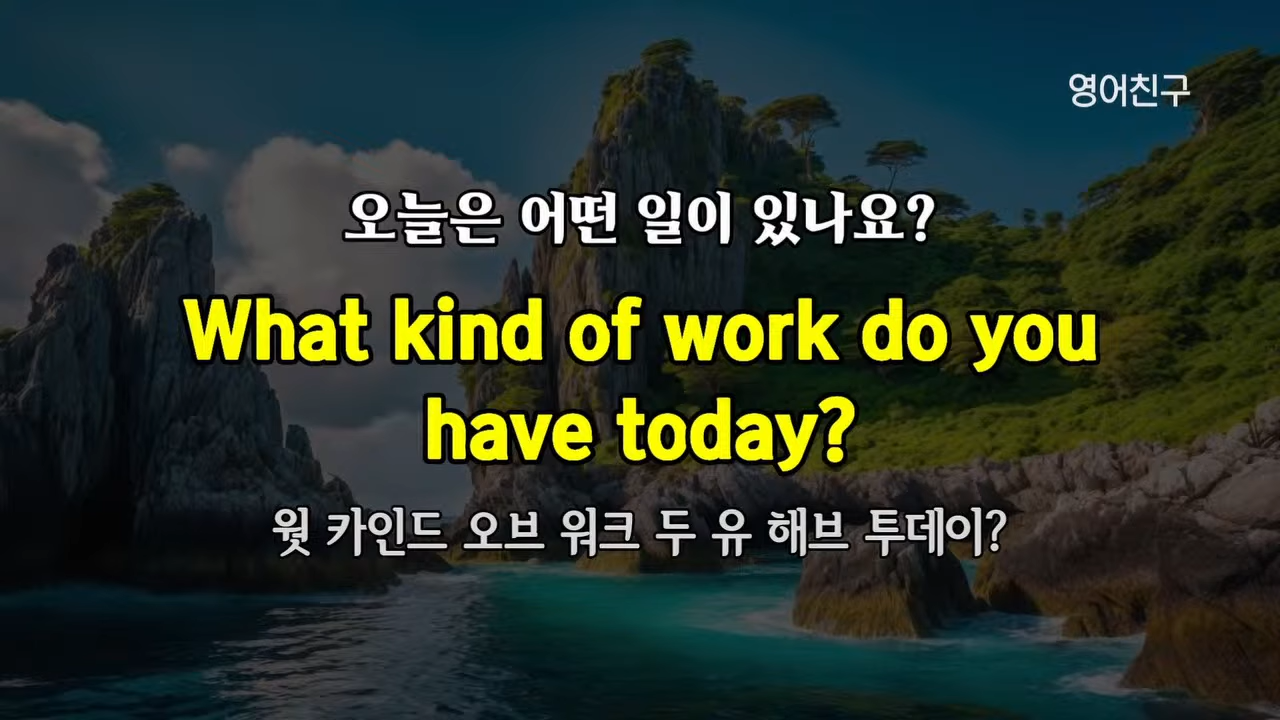 영어친구
오늘은 어떤 일이 있나요?
What kind of work do you
have today?
웟 카인드 오브 워크 두 유 해브 투데이?